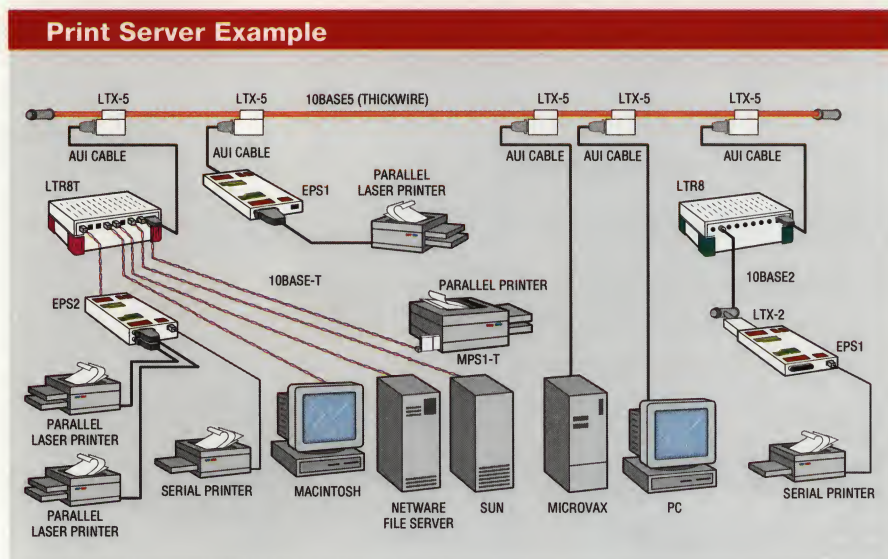 Print Server Example
LTX-5
LTX-5
10BASE5 (THICKWIRE)
LTX-5
LTX-5
LTX-5
AUI CABLE
AUI CABLE
AUI CABLE
AUI CABLE
AUI CABLE
LTR8T
EPS1
PARALLEL
LASER PRINTER
LTR8
10BASE-T
10BASE2
EPS2
PARALLEL PRINTER
LTX-2
MPS1-T
EPS1
PARALLEL
LASER PRINTER
SERIAL PRINTER
MACINTOSH
NETWARE
FILE SERVER
SUN
MICROVAX
PC
SERIAL PRINTER
PARALLEL
LASER PRINTER